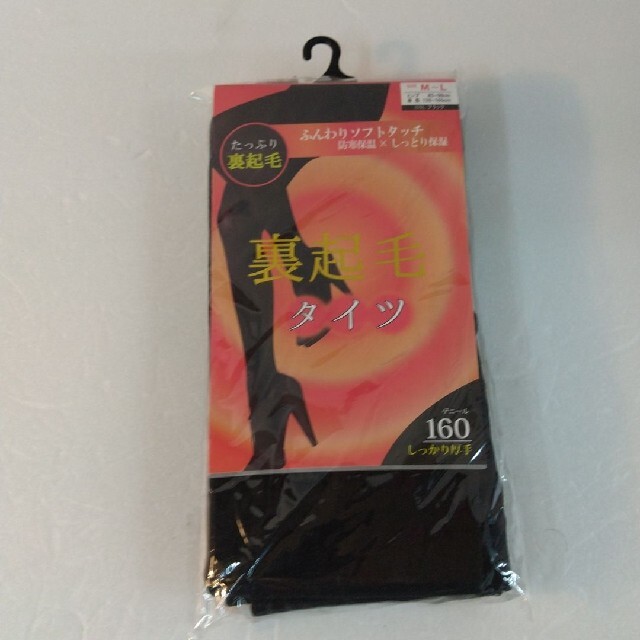 M-L
ふんわりソフトタッチ
防寒保温×しっとり保湿
たっぷり
裏起毛
裏起毛
タイツ
デニール
160
しっかり厚手